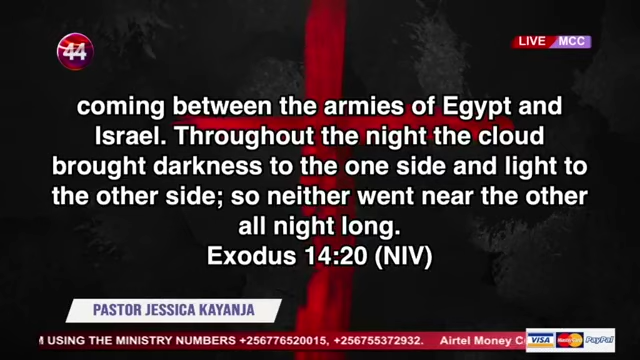 44
LIVE MCC
coming between the armies of Egypt and
Israel. Throughout the night the cloud
brought darkness to the one side and light to
the other side; so neither went near the other
all night long.
Exodus 14:20 (NIV)
PASTOR JESSICA KAYANJA
M USING THE MINISTRY NUMBERS +256776520015, +256755372932. Airtel Money C
VISA MasterCard PayPal